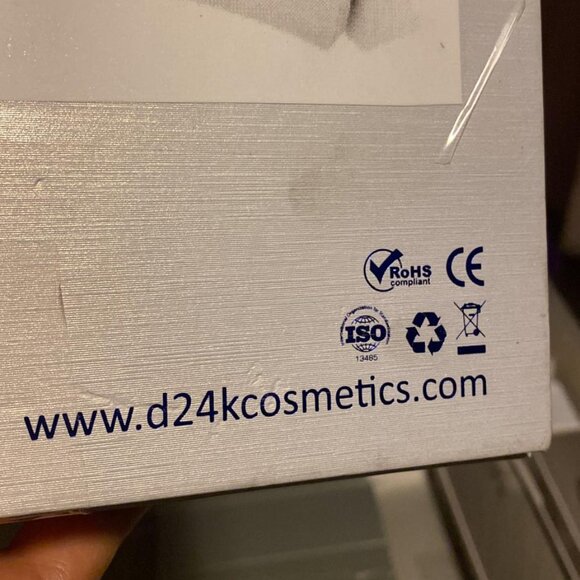 RoHS
compliant
CE
ISO
13485
www.d24kcosmetics.com